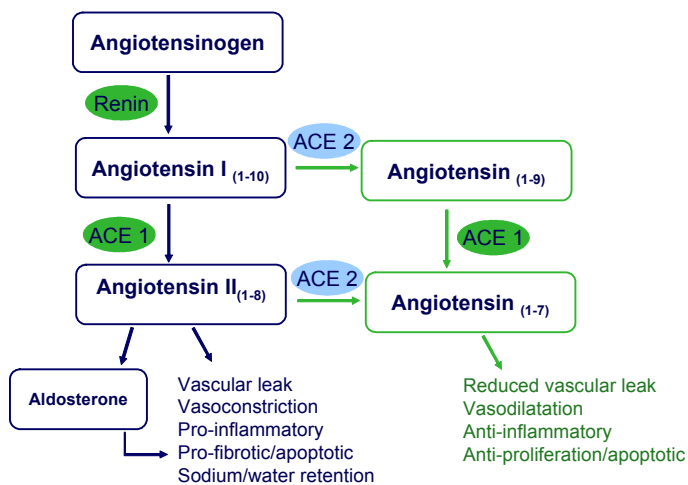 Angiotensinogen
Renin
ACE 2
Angiotensin I (1-10)
Angiotensin (1-9)
ACE 1
ACE 1
Angiotensin II(1-8)
ACE 2
Angiotensin (1-7)
Aldosterone
Vascular leak
Vasoconstriction
Pro-inflammatory
Pro-fibrotic/apoptotic
Sodium/water retention
Reduced vascular leak
Vasodilatation
Anti-inflammatory
Anti-proliferation/apoptotic